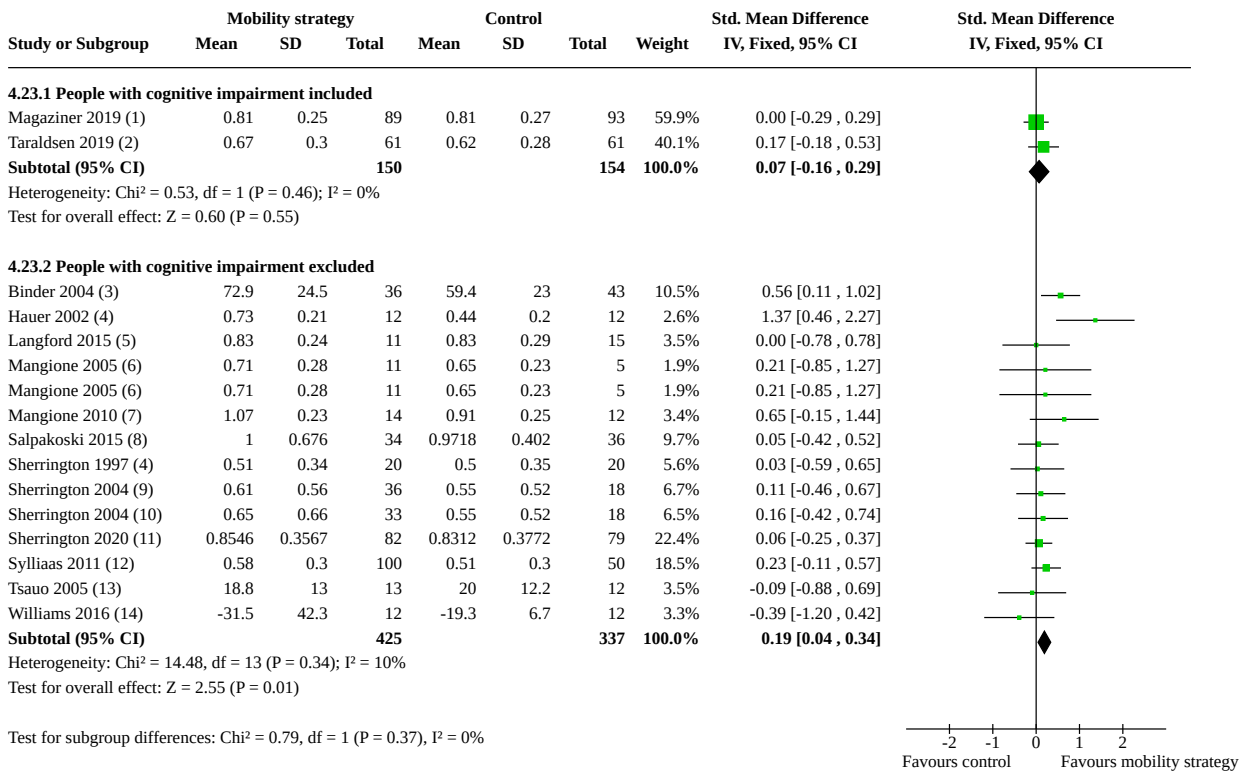 Mobility strategy Control Std. Mean Difference Std. Mean Difference
Study or Subgroup Mean SD Total Mean SD Total Weight IV, Fixed, 95% CI IV, Fixed, 95% CI
4.23.1 People with cognitive impairment included
Magaziner 2019 (1) 0.81 0.25 89 0.81 0.27 93 59.9% 0.00 [-0.29 , 0.29]
Taraldsen 2019 (2) 0.67 0.3 61 0.62 0.28 61 40.1% 0.17 [-0.18 , 0.53]
Subtotal (95% CI) 150 154 100.0% 0.07 [-0.16 , 0.29]
Heterogeneity: Chi² = 0.53, df = 1 (P = 0.46); I² = 0%
Test for overall effect: Z = 0.60 (P = 0.55)
4.23.2 People with cognitive impairment excluded
Binder 2004 (3) 72.9 24.5 36 59.4 23 43 10.5% 0.56 [0.11 , 1.02]
Hauer 2002 (4) 0.73 0.21 12 0.44 0.2 12 2.6% 1.37 [0.46 , 2.27]
Langford 2015 (5) 0.83 0.24 11 0.83 0.29 15 3.5% 0.00 [-0.78 , 0.78]
Mangione 2005 (6) 0.71 0.28 11 0.65 0.23 5 1.9% 0.21 [-0.85 , 1.27]
Mangione 2005 (6) 0.71 0.28 11 0.65 0.23 5 1.9% 0.21 [-0.85 , 1.27]
Mangione 2010 (7) 1.07 0.23 14 0.91 0.25 12 3.4% 0.65 [-0.15 , 1.44]
Salpakoski 2015 (8) 1 0.676 34 0.9718 0.402 36 9.7% 0.05 [-0.42 , 0.52]
Sherrington 1997 (4) 0.51 0.34 20 0.5 0.35 20 5.6% 0.03 [-0.59 , 0.65]
Sherrington 2004 (9) 0.61 0.56 36 0.55 0.52 18 6.7% 0.11 [-0.46 , 0.67]
Sherrington 2004 (10) 0.65 0.66 33 0.55 0.52 18 6.5% 0.16 [-0.42 , 0.74]
Sherrington 2020 (11) 0.8546 0.3567 82 0.8312 0.3772 79 22.4% 0.06 [-0.25 , 0.37]
Sylliaas 2011 (12) 0.58 0.3 100 0.51 0.3 50 18.5% 0.23 [-0.11 , 0.57]
Tsauo 2005 (13) 18.8 13 13 20 12.2 12 3.5% -0.09 [-0.88 , 0.69]
Williams 2016 (14) -31.5 42.3 12 -19.3 6.7 12 3.3% -0.39 [-1.20 , 0.42]
Subtotal (95% CI) 425 337 100.0% 0.19 [0.04 , 0.34]
Heterogeneity: Chi² = 14.48, df = 13 (P = 0.34); I² = 10%
Test for overall effect: Z = 2.55 (P = 0.01)
Test for subgroup differences: Chi² = 0.79, df = 1 (P = 0.37), I² = 0%
-2 -1 0 1 2
Favours control Favours mobility strategy